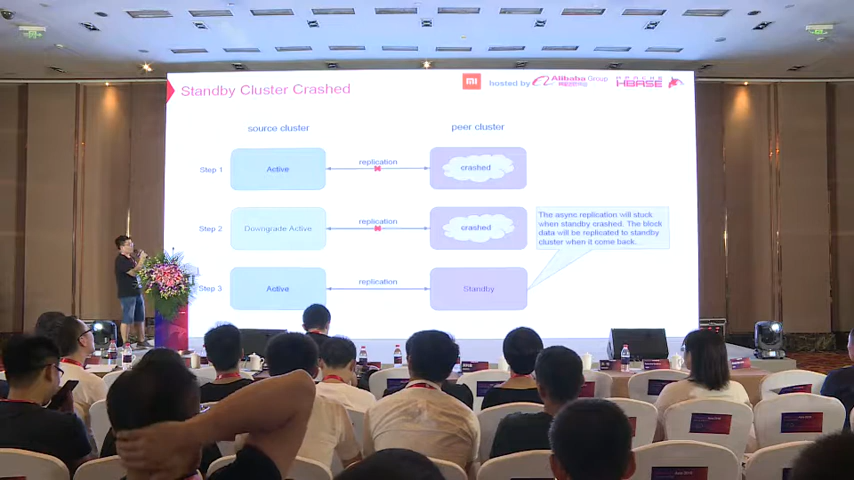 Standby Cluster Crashed
mi
hosted by
Alibaba Group
APACHE
HBASE
source cluster
peer cluster
Step 1
Active
replication
crashed
Step 2
Downgrade Active
replication
crashed
The async replication will stuck
when standby crashed. The block
data will be replicated to standby
cluster when it come back.
Step 3
Active
replication
Standby